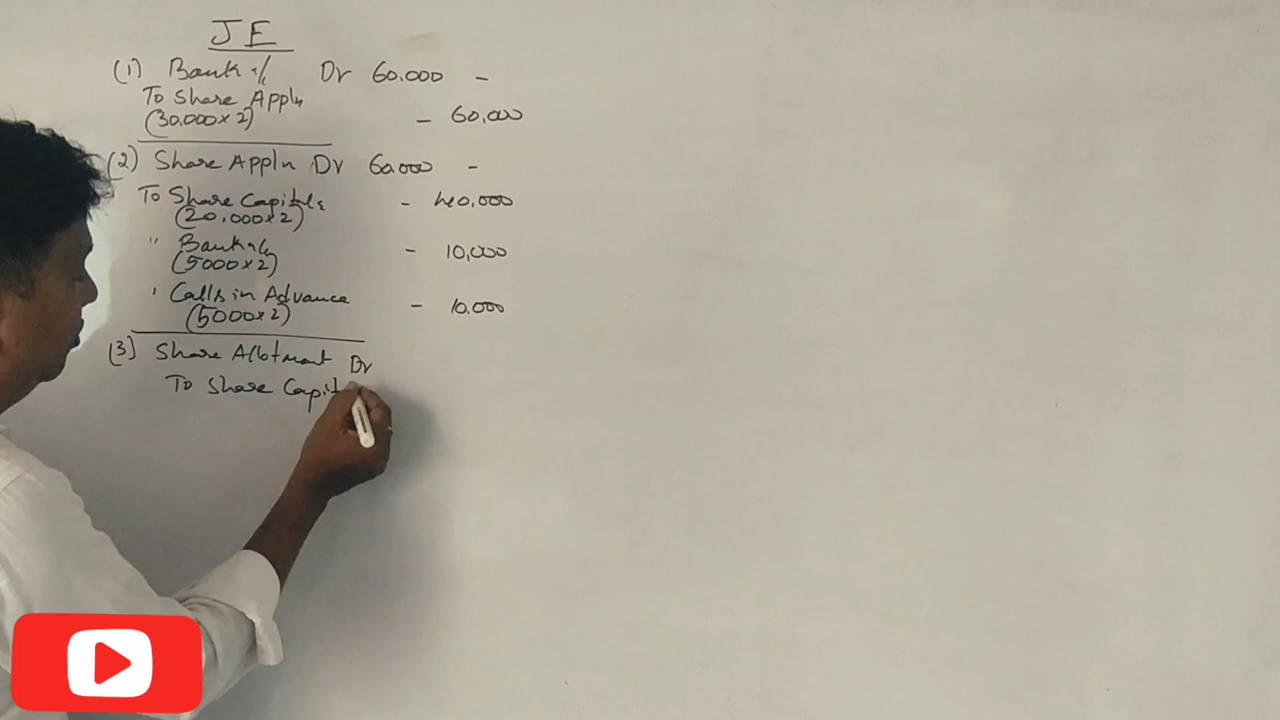 JE
(1) Bank a/c Dr 60,000 -
To Share Appln
(30,000 x 2) - 60,000
(2) Share Appln Dr 60,000 -
To Share Capital
(20,000 x 2) - 40,000
" Bank a/c - 10,000
(5000 x 2)
' Calls in Advance - 10,000
(5000 x 2)
(3) Share Allotment Dr
To Share Capit